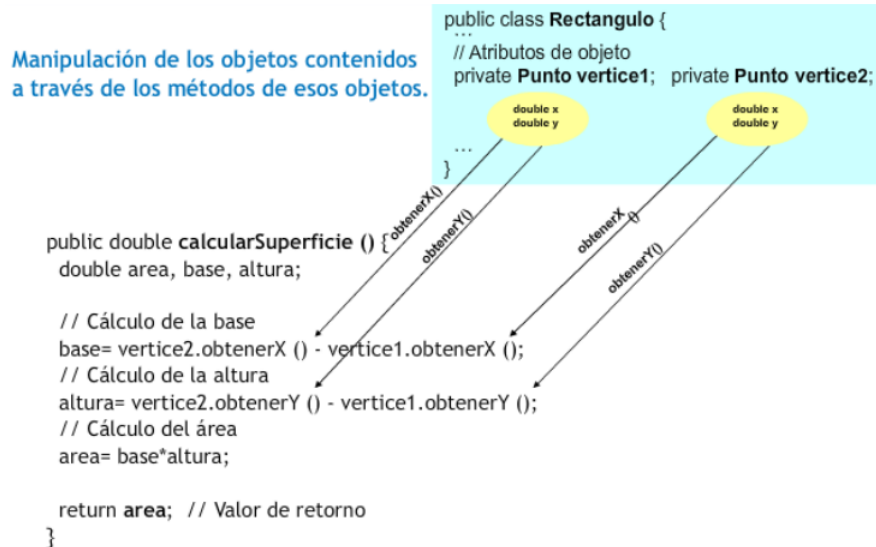 Manipulación de los objetos contenidos
a través de los métodos de esos objetos.
public class Rectangulo {
...
// Atributos de objeto
private Punto vertice1;   private Punto vertice2;
double x
double y
double x
double y
...
}
obtenerX()
obtenerY()
obtenerX ()
obtenerY()
public double calcularSuperficie () {
double area, base, altura;
// Cálculo de la base
base= vertice2.obtenerX () - vertice1.obtenerX ();
// Cálculo de la altura
altura= vertice2.obtenerY () - vertice1.obtenerY ();
// Cálculo del área
area= base*altura;
return area;  // Valor de retorno
}